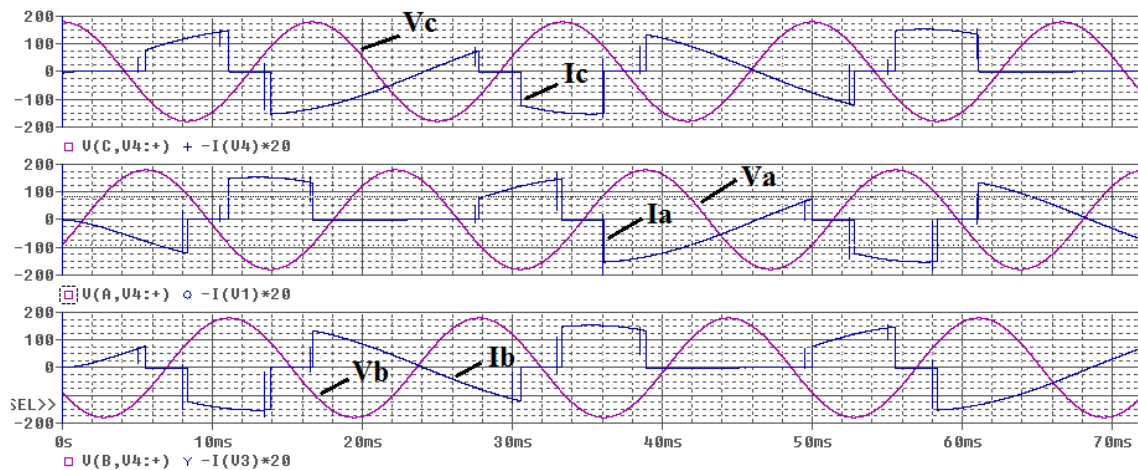 200
100
0
-100
-200
Vc
Ic
V(C,V4:+) -I(V4)*20
200
100
0
-100
-200
Va
Ia
V(A,V4:+) -I(V1)*20
200
100
0
SEL>>
-200
Vb
Ib
0s 10ms 20ms 30ms 40ms 50ms 60ms 70ms
V(B,V4:+) -I(V3)*20